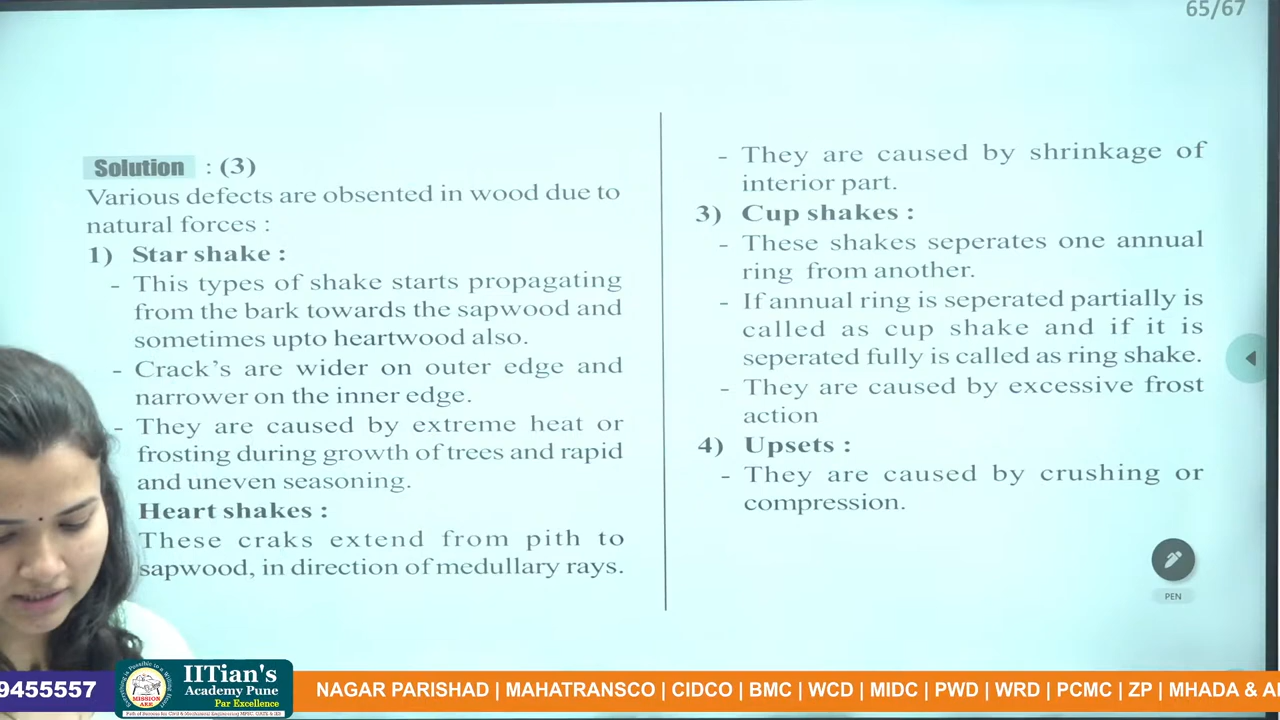 65/67
Solution : (3)
Various defects are obsented in wood due to
natural forces :
1) Star shake :
- This types of shake starts propagating
from the bark towards the sapwood and
sometimes upto heartwood also.
- Crack's are wider on outer edge and
narrower on the inner edge.
- They are caused by extreme heat or
frosting during growth of trees and rapid
and uneven seasoning.
Heart shakes :
These craks extend from pith to
sapwood, in direction of medullary rays.
- They are caused by shrinkage of
interior part.
3) Cup shakes :
- These shakes seperates one annual
ring from another.
- If annual ring is seperated partially is
called as cup shake and if it is
seperated fully is called as ring shake.
- They are caused by excessive frost
action
4) Upsets :
- They are caused by crushing or
compression.
PEN
9455557
MISSION
IITian's
Academy Pune
Par Excellence
NAGAR PARISHAD | MAHATRANSCO | CIDCO | BMC | WCD | MIDC | PWD | WRD | PCMC | ZP | MHADA &